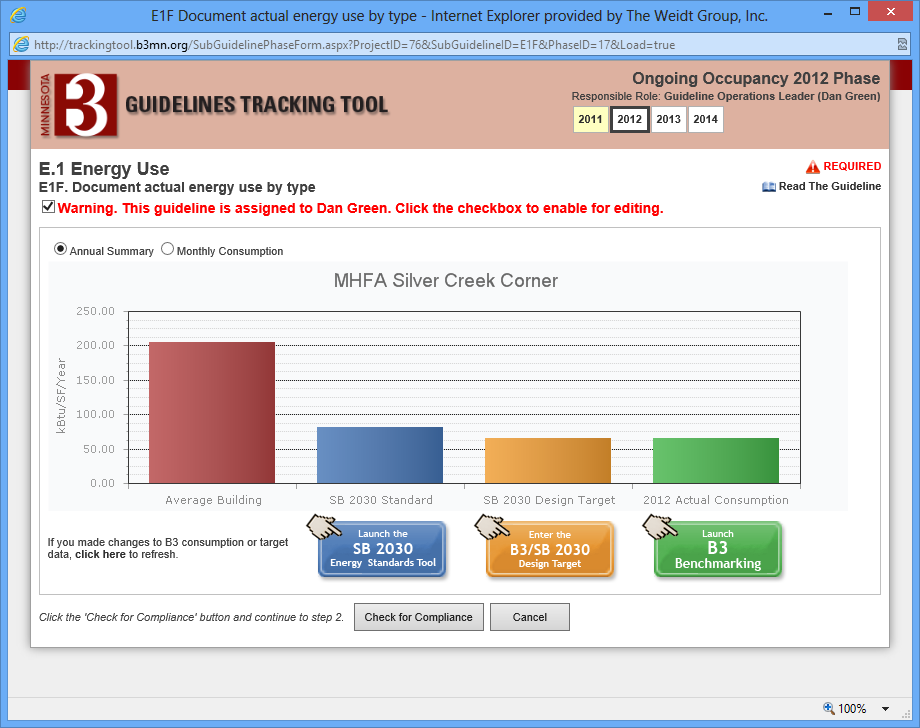 E1F Document actual energy use by type - Internet Explorer provided by The Weidt Group, Inc.
http://trackingtool.b3mn.org/SubGuidelinePhaseForm.aspx?ProjectID=76&SubGuidelineID=E1F&PhaseID=17&Load=true
MINNESOTA
B3
GUIDELINES TRACKING TOOL
Ongoing Occupancy 2012 Phase
Responsible Role: Guideline Operations Leader (Dan Green)
2011 2012 2013 2014
E.1 Energy Use
REQUIRED
E1F. Document actual energy use by type
Read The Guideline
Warning. This guideline is assigned to Dan Green. Click the checkbox to enable for editing.
Annual Summary Monthly Consumption
MHFA Silver Creek Corner
kBtu/SF/Year
250.00
200.00
150.00
100.00
50.00
0.00
Average Building SB 2030 Standard SB 2030 Design Target 2012 Actual Consumption
If you made changes to B3 consumption or target
data, click here to refresh.
Launch the
SB 2030
Energy Standards Tool
Enter the
B3/SB 2030
Design Target
Launch
B3
Benchmarking
Click the 'Check for Compliance' button and continue to step 2.
Check for Compliance
Cancel
100%